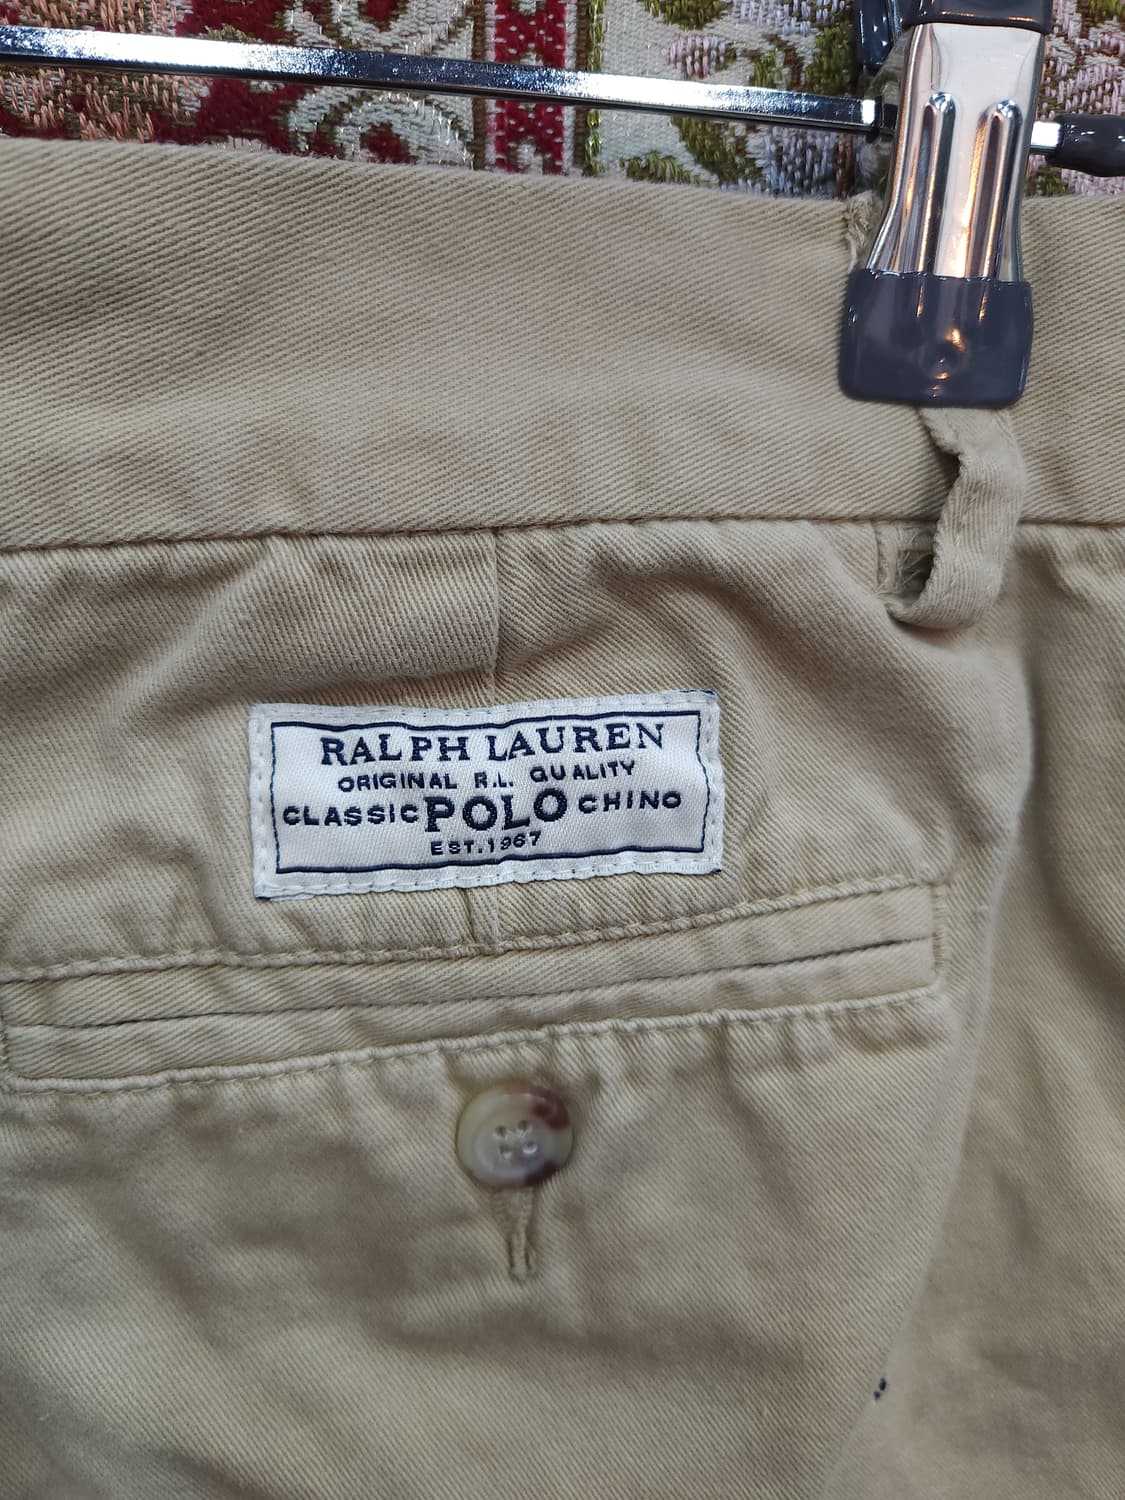 RALPH LAUREN
ORIGINAL R.L. QUALITY
CLASSIC POLO CHINO
EST. 1967